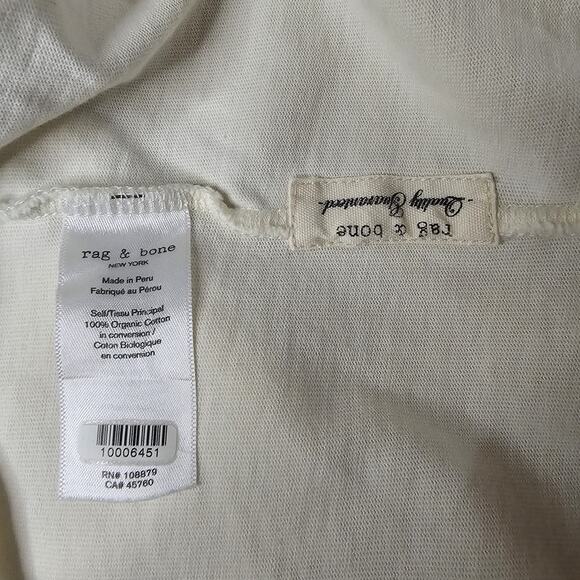 rag & bone
NEW YORK
Made in Peru
Fabriqué au Pérou
Self/Tissu Principal
100% Organic Cotton
in conversion /
Coton Biologique
en conversion
10006451
RN# 108879
CA# 45760
rag & bone
-Quality Guaranteed-